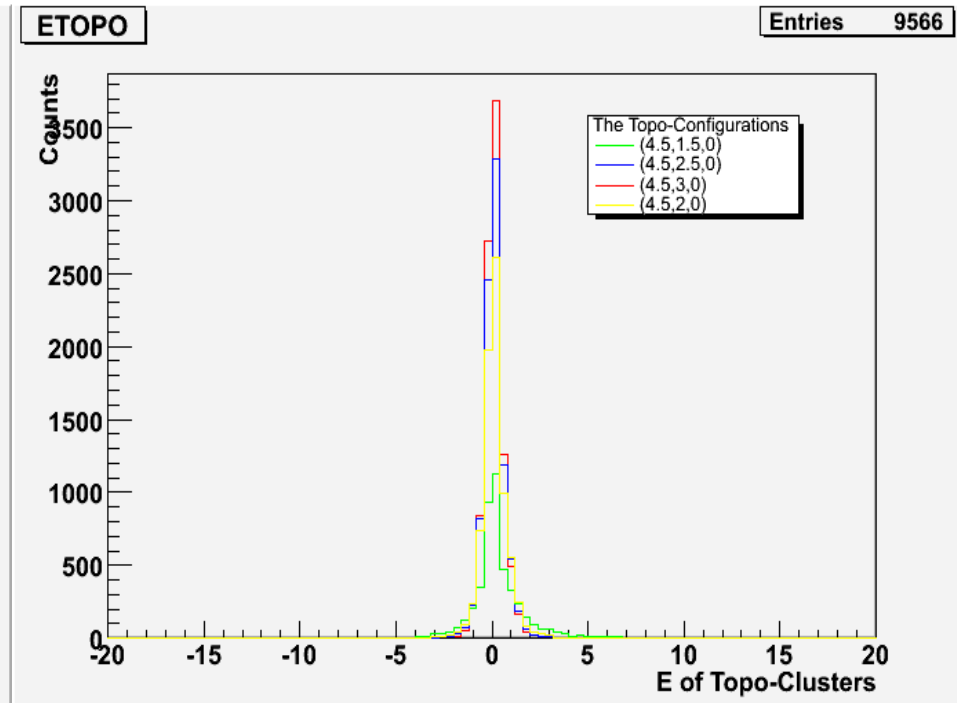 ETOPO
Entries 9566
Counts
3500
3000
2500
2000
1500
1000
500
0
The Topo-Configurations
(4.5,1.5,0)
(4.5,2.5,0)
(4.5,3,0)
(4.5,2,0)
-20 -15 -10 -5 0 5 10 15 20
E of Topo-Clusters